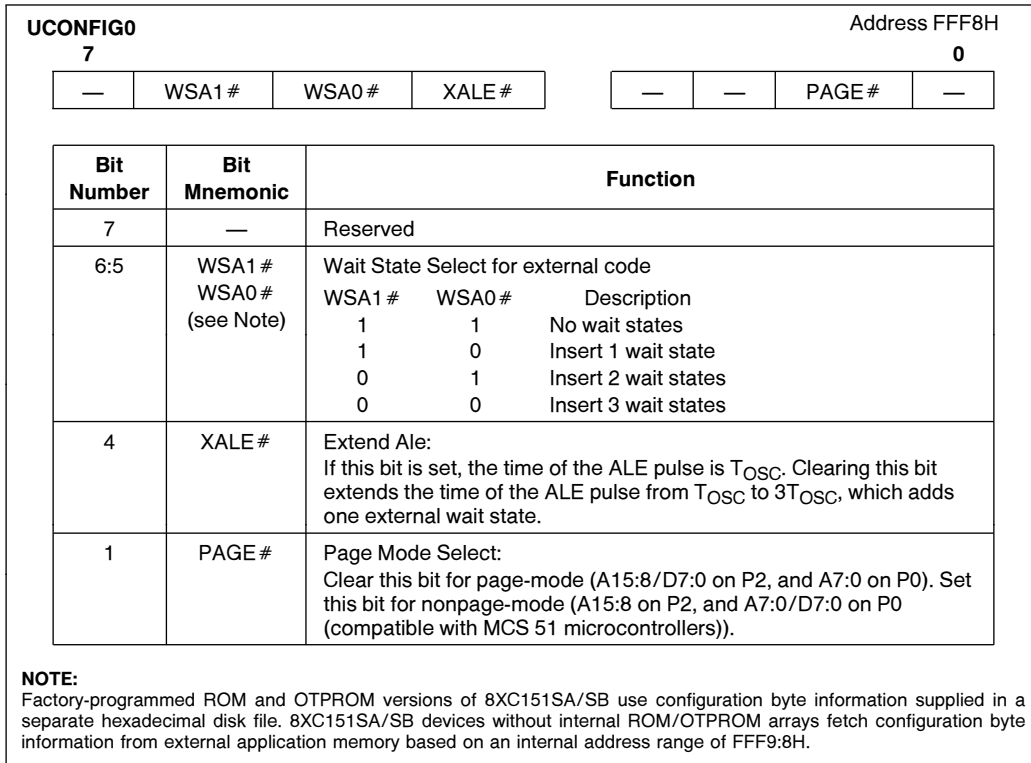 UCONFIG0 Address FFF8H
7 0
— WSA1# WSA0# XALE# — — PAGE# —
Bit Number Bit Mnemonic Function
7 — Reserved
6:5 WSA1# WSA0# (see Note) Wait State Select for external code
WSA1# WSA0# Description
1 1 No wait states
1 0 Insert 1 wait state
0 1 Insert 2 wait states
0 0 Insert 3 wait states
4 XALE# Extend Ale:
If this bit is set, the time of the ALE pulse is TOSC. Clearing this bit
extends the time of the ALE pulse from TOSC to 3TOSC, which adds
one external wait state.
1 PAGE# Page Mode Select:
Clear this bit for page-mode (A15:8/D7:0 on P2, and A7:0 on P0). Set
this bit for nonpage-mode (A15:8 on P2, and A7:0/D7:0 on P0
(compatible with MCS 51 microcontrollers)).
NOTE:
Factory-programmed ROM and OTPROM versions of 8XC151SA/SB use configuration byte information supplied in a
separate hexadecimal disk file. 8XC151SA/SB devices without internal ROM/OTPROM arrays fetch configuration byte
information from external application memory based on an internal address range of FFF9:8H.